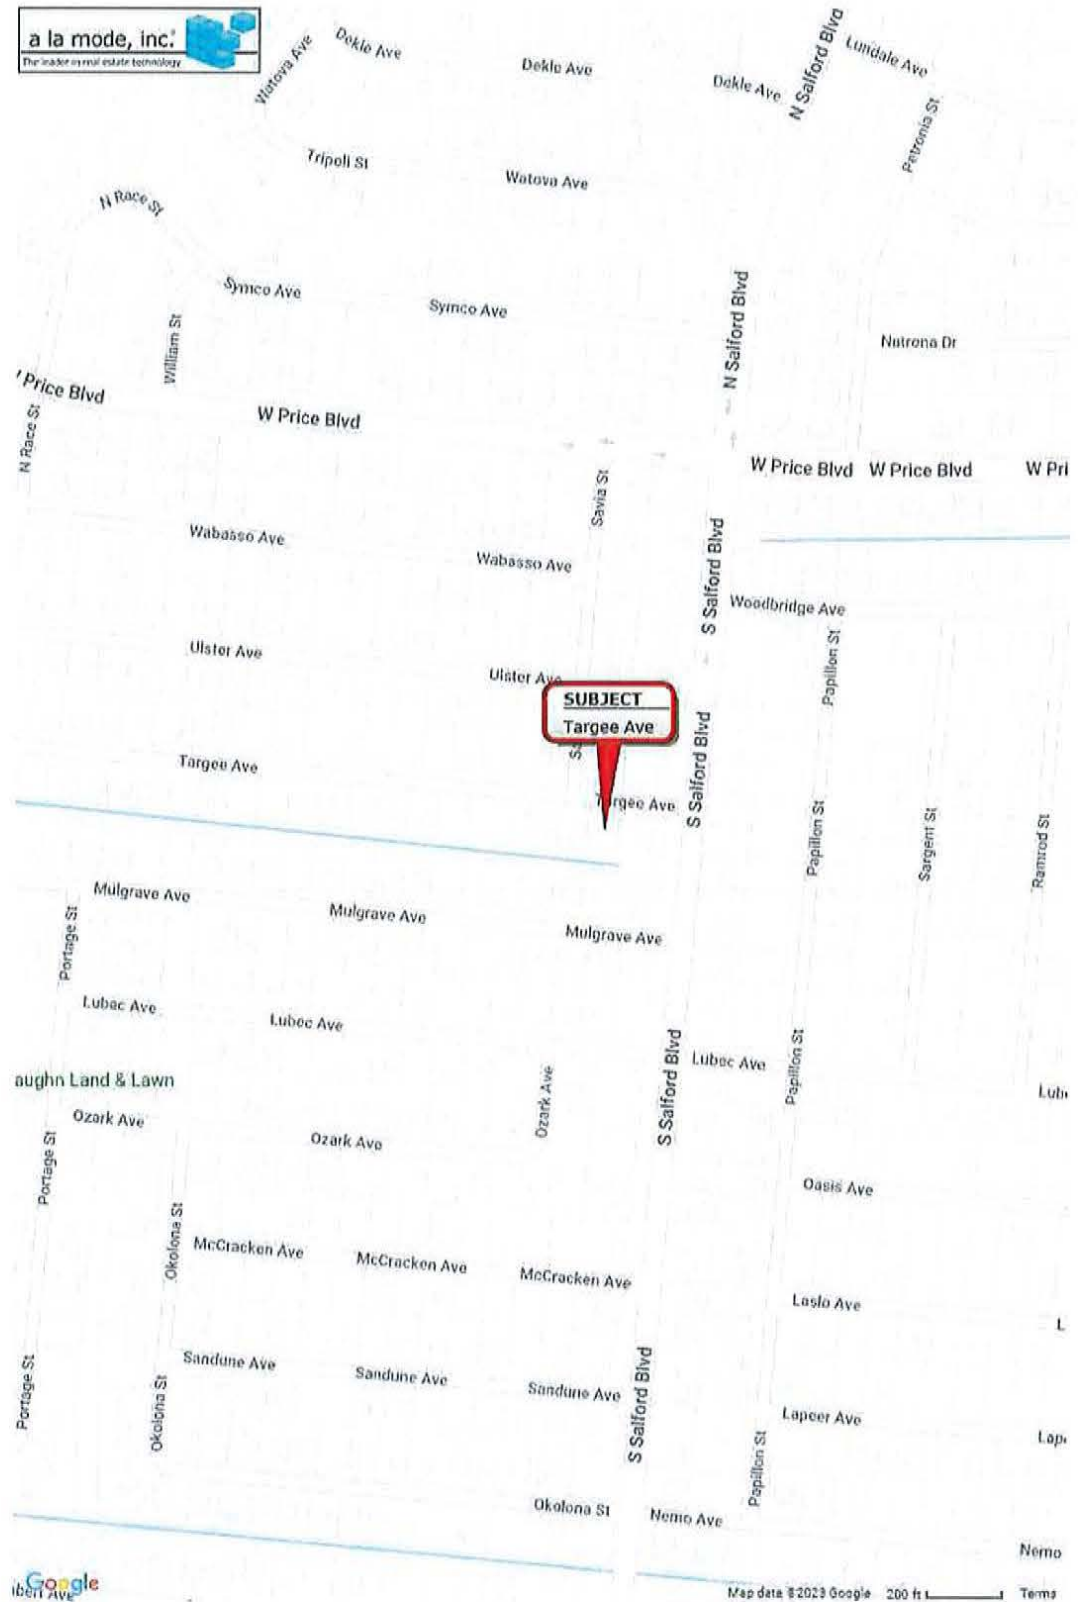 a la mode, inc.
The leader in real estate technology
Watova Ave
Dekle Ave
Dekle Ave
Dekle Ave
N Salford Blvd
Lundale Ave
Petronia St
Tripoli St
Watova Ave
N Race St
Symco Ave
Symco Ave
N Salford Blvd
Natrona Dr
William St
Price Blvd
W Price Blvd
N Race St
W Price Blvd
W Price Blvd
W Pri
Savia St
Wabasso Ave
Wabasso Ave
S Salford Blvd
Woodbridge Ave
Papillon St
Ulster Ave
Ulster Ave
SUBJECT
Targee Ave
S Salford Blvd
Targee Ave
Targee Ave
Papillon St
Sargent St
Ramrod St
Mulgrave Ave
Mulgrave Ave
Mulgrave Ave
Portage St
Lubec Ave
Lubec Ave
S Salford Blvd
Lubec Ave
Papillon St
Ozark Ave
aughn Land & Lawn
Ozark Ave
Ozark Ave
Portage St
Oasis Ave
Okolona St
McCracken Ave
McCracken Ave
McCracken Ave
Laslo Ave
L
Sandune Ave
Sandune Ave
Sandune Ave
S Salford Blvd
Portage St
Okolona St
Lapeer Ave
Papillon St
Okolona St
Nemo Ave
Nemo
Google
Map data ©2023 Google 200 ft Terms